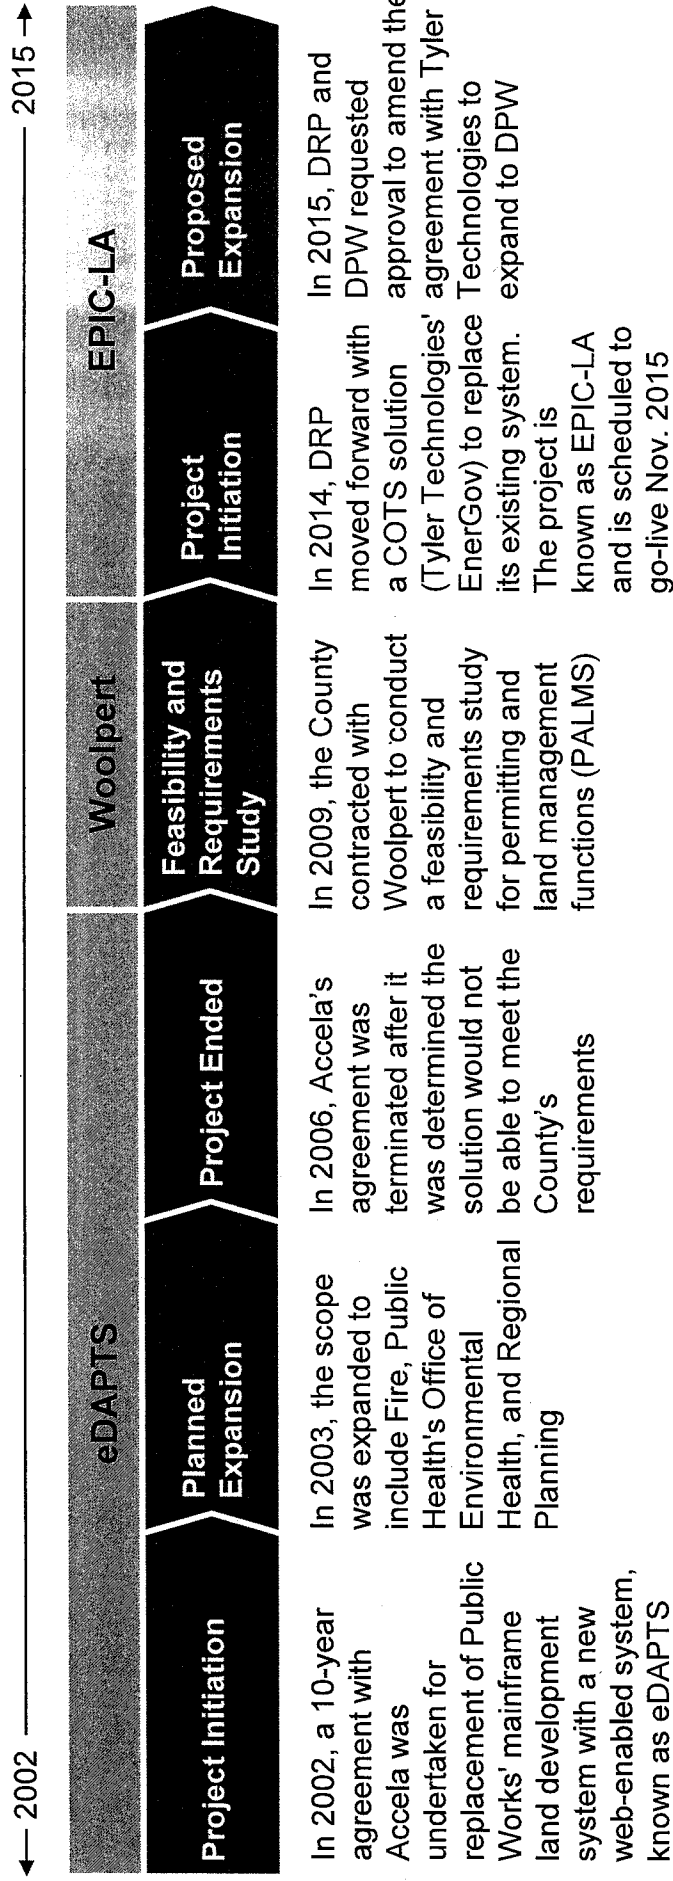 2002
2015
eDAPTS
Woolpert
EPIC-LA
Project Initiation
Planned
Expansion
Project Ended
Feasibility and
Requirements
Study
Project
Initiation
Proposed
Expansion
In 2002, a 10-year
agreement with
Accela was
undertaken for
replacement of Public
Works' mainframe
land development
system with a new
web-enabled system,
known as eDAPTS
In 2003, the scope
was expanded to
include Fire, Public
Health's Office of
Environmental
Health, and Regional
Planning
In 2006, Accela's
agreement was
terminated after it
was determined the
solution would not
be able to meet the
County's
requirements
In 2009, the County
contracted with
Woolpert to conduct
a feasibility and
requirements study
for permitting and
land management
functions (PALMS)
In 2014, DRP
moved forward with
a COTS solution
(Tyler Technologies'
EnerGov) to replace
its existing system.
The project is
known as EPIC-LA
and is scheduled to
go-live Nov. 2015
In 2015, DRP and
DPW requested
approval to amend the
agreement with Tyler
Technologies to
expand to DPW